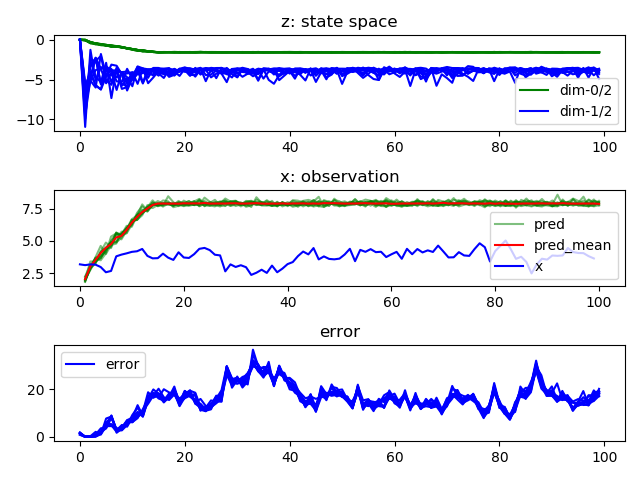 z: state space
0
−5
−10
dim-0/2
dim-1/2
0 20 40 60 80 100
x: observation
7.5
5.0
2.5
pred
pred_mean
x
0 20 40 60 80 100
error
20
0
error
0 20 40 60 80 100